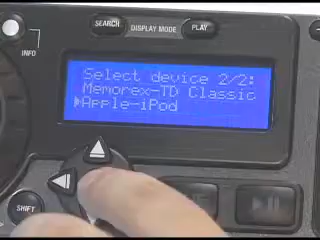 SEARCH
DISPLAY MODE
PLAY
INFO
Select device 2/2:
Memorex-TD Classic
Apple-iPod
SHIFT